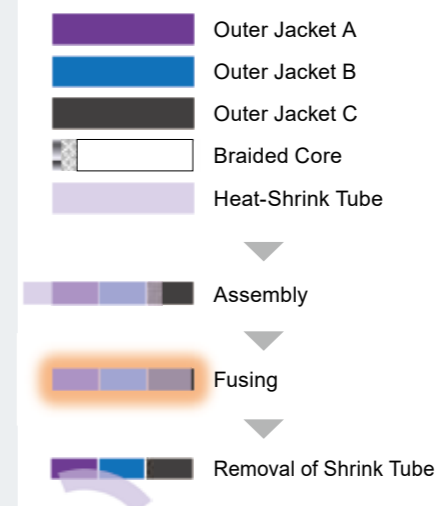 Outer Jacket A
Outer Jacket B
Outer Jacket C
Braided Core
Heat-Shrink Tube
Assembly
Fusing
Removal of Shrink Tube